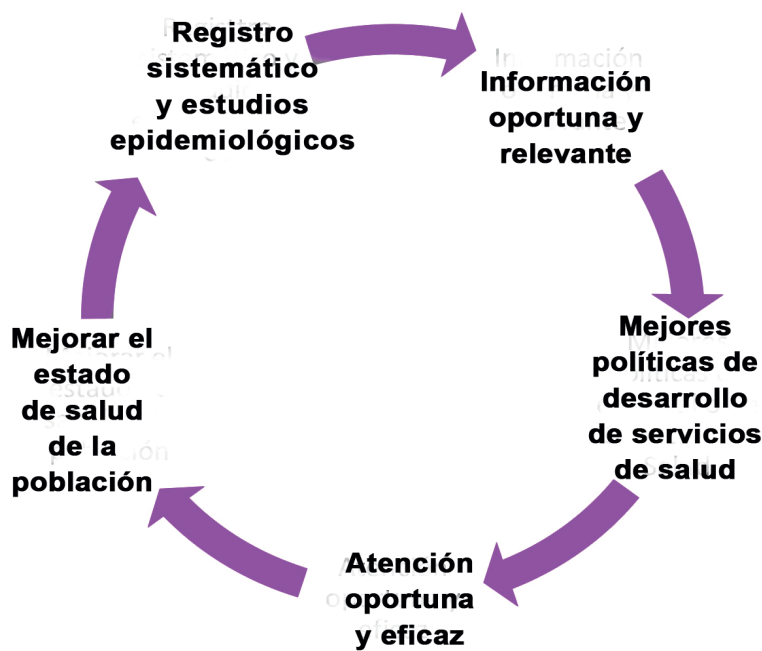 Registro
sistemático
y estudios
epidemiológicos
Información
oportuna y
relevante
Mejores
políticas de
desarrollo
de servicios
de salud
Atención
oportuna
y eficaz
Mejorar el
estado
de salud
de la
población